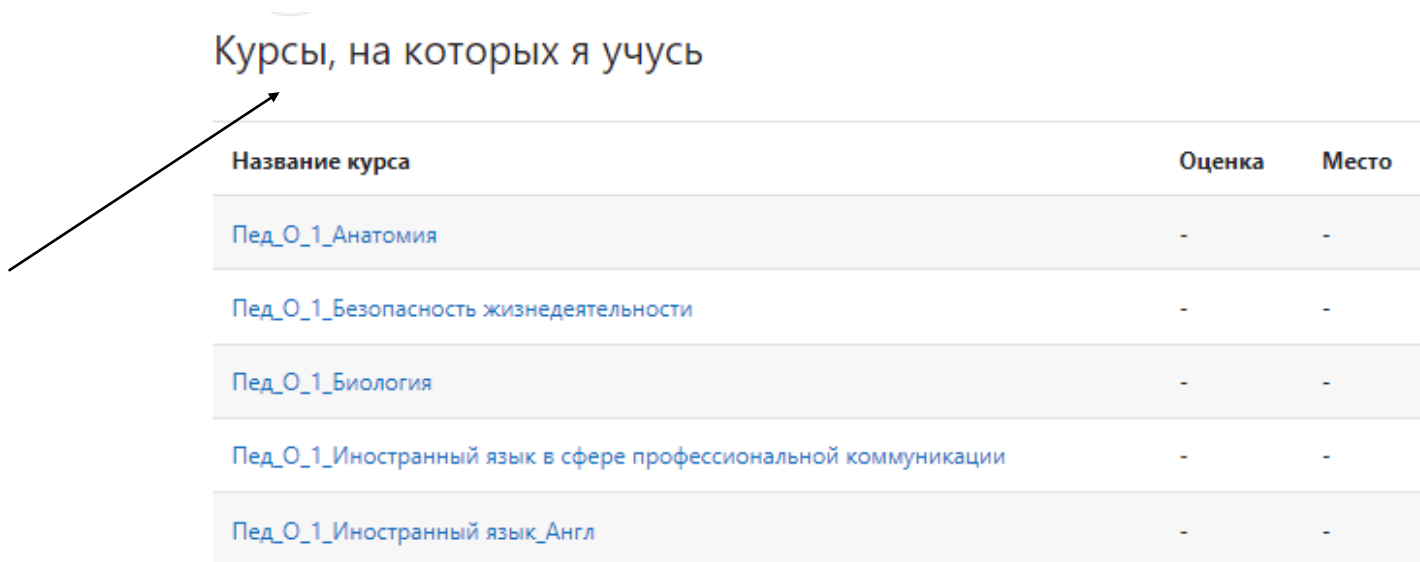 Курсы, на которых я учусь
Название курса Оценка Место
Пед_О_1_Анатомия - -
Пед_О_1_Безопасность жизнедеятельности - -
Пед_О_1_Биология - -
Пед_О_1_Иностранный язык в сфере профессиональной коммуникации - -
Пед_О_1_Иностранный язык_Англ - -